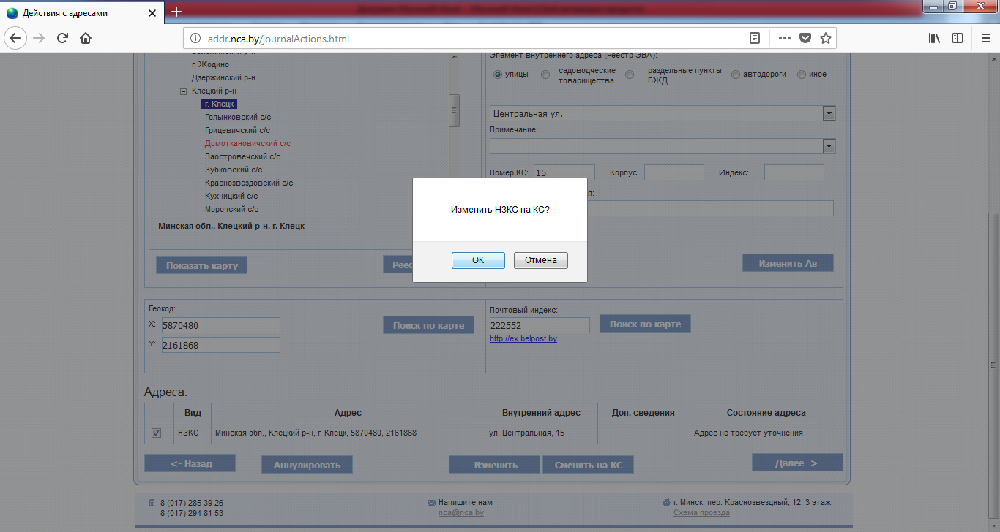 Действия с адресами
addr.nca.by/journalActions.html
г. Жодино
Дзержинский р-н
Клецкий р-н
г. Клецк
Голынковский с/с
Грицевичский с/с
Домоткановичский с/с
Заостровечский с/с
Зубковский с/с
Краснозвездовский с/с
Кухчицкий с/с
Морочский с/с
Минская обл., Клецкий р-н, г. Клецк
Показать карту
Реес
Элемент внутреннего адреса (Реестр ЭВА):
улицы
садоводческие
товарищества
раздельные пункты
БЖД
автодороги
иное
Центральная ул.
Примечание:
Номер КС: 15 Корпус: Индекс:
я:
Изменить Ав
Изменить НЗКС на КС?
ОК Отмена
Геокод:
X: 5870480
Y: 2161868
Поиск по карте
Почтовый индекс:
222552
Поиск по карте
http://ex.belpost.by
Адреса:
Вид Адрес Внутренний адрес Доп. сведения Состояние адреса
НЗКС Минская обл., Клецкий р-н, г. Клецк, 5870480, 2161868 ул. Центральная, 15 Адрес не требует уточнения
<- Назад Аннулировать Изменить Сменить на КС Далее ->
8 (017) 285 39 26
8 (017) 294 81 53
Напишите нам
nca@nca.by
г. Минск, пер. Краснозвездный, 12, 3 этаж
Схема проезда